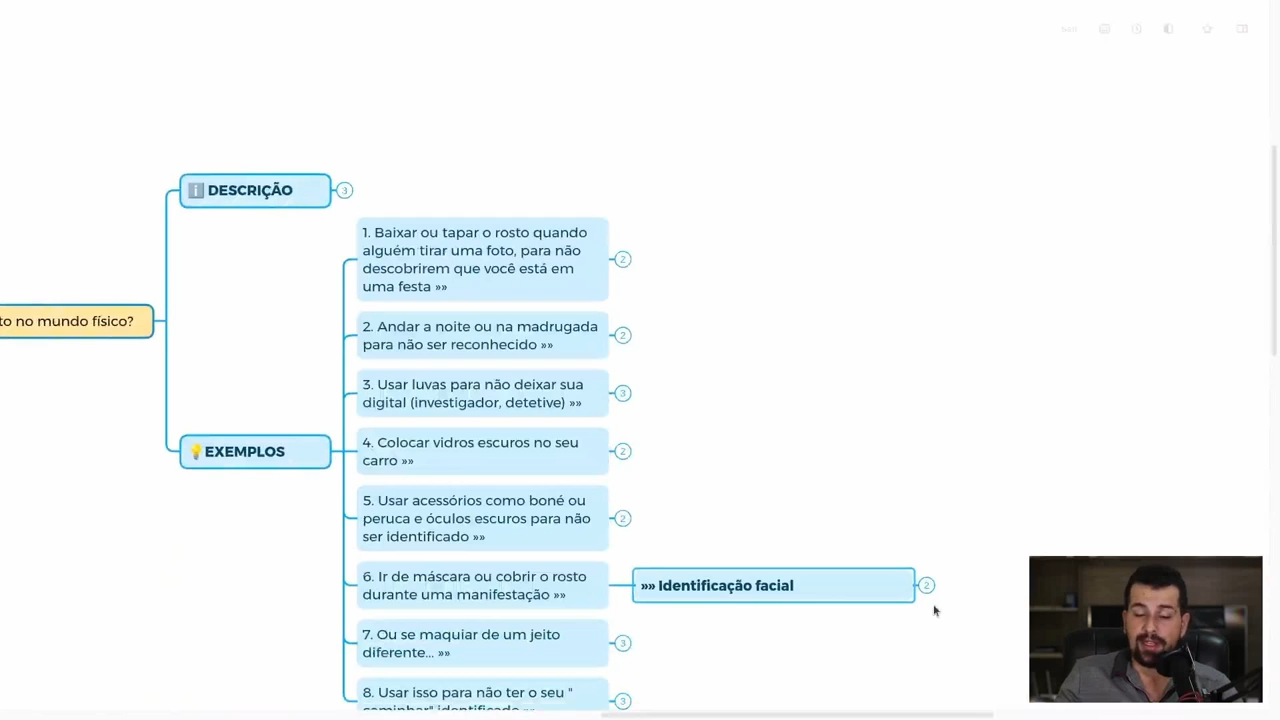 ℹ️ DESCRIÇÃO
3
1. Baixar ou tapar o rosto quando
alguém tirar uma foto, para não
descobrirem que você está em
uma festa »»
2
2. Andar a noite ou na madrugada
para não ser reconhecido »»
2
to no mundo físico?
3. Usar luvas para não deixar sua
digital (investigador, detetive) »»
3
💡EXEMPLOS
4. Colocar vidros escuros no seu
carro »»
2
5. Usar acessórios como boné ou
peruca e óculos escuros para não
ser identificado »»
2
6. Ir de máscara ou cobrir o rosto
durante uma manifestação »»
»» Identificação facial
2
7. Ou se maquiar de um jeito
diferente... »»
3
8. Usar isso para não ter o seu "
caminhar" identificado »»
3